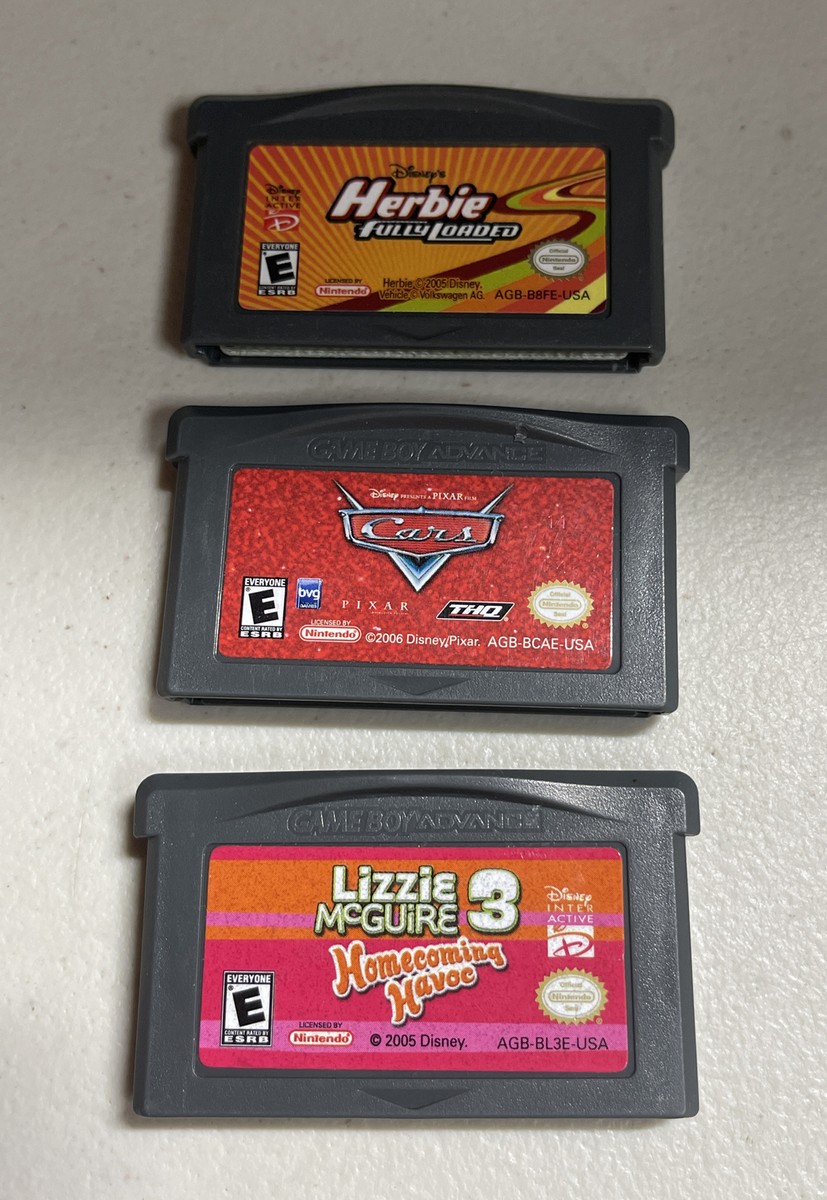 Disney's
Herbie
FULLY LOADED
Disney
INTER
ACTIVE
D
EVERYONE
E
CONTENT RATED BY
ESRB
LICENSED BY
Nintendo
Herbie © 2005 Disney.
Vehicle © Volkswagen AG.
AGB-B8FE-USA
Official
Nintendo
Seal
GAME BOY ADVANCE
Disney PRESENTS A PIXAR FILM
Cars
EVERYONE
E
CONTENT RATED BY
ESRB
bvg
PIXAR
THQ
LICENSED BY
Nintendo
©2006 Disney/Pixar. AGB-BCAE-USA
Official
Nintendo
Seal
GAME BOY ADVANCE
Lizzie
McGUiRE 3
Homecoming
Havoc
Disney
INTER
ACTIVE
D
EVERYONE
E
CONTENT RATED BY
ESRB
LICENSED BY
Nintendo
© 2005 Disney. AGB-BL3E-USA
Official
Nintendo
Seal